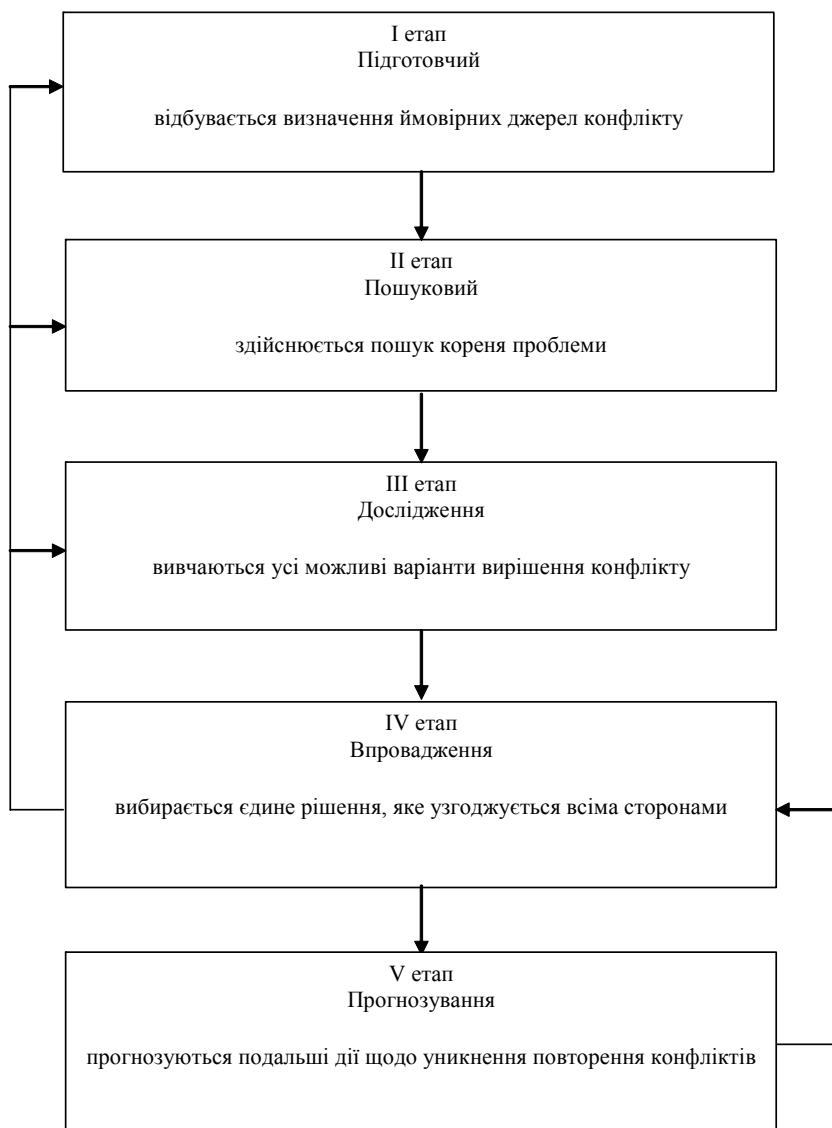 І етап
Підготовчий
відбувається визначення ймовірних джерел конфлікту
ІІ етап
Пошуковий
здійснюється пошук кореня проблеми
ІІІ етап
Дослідження
вивчаються усі можливі варіанти вирішення конфлікту
IV етап
Впровадження
вибирається єдине рішення, яке узгоджується всіма сторонами
V етап
Прогнозування
прогнозуються подальші дії щодо уникнення повторення конфліктів